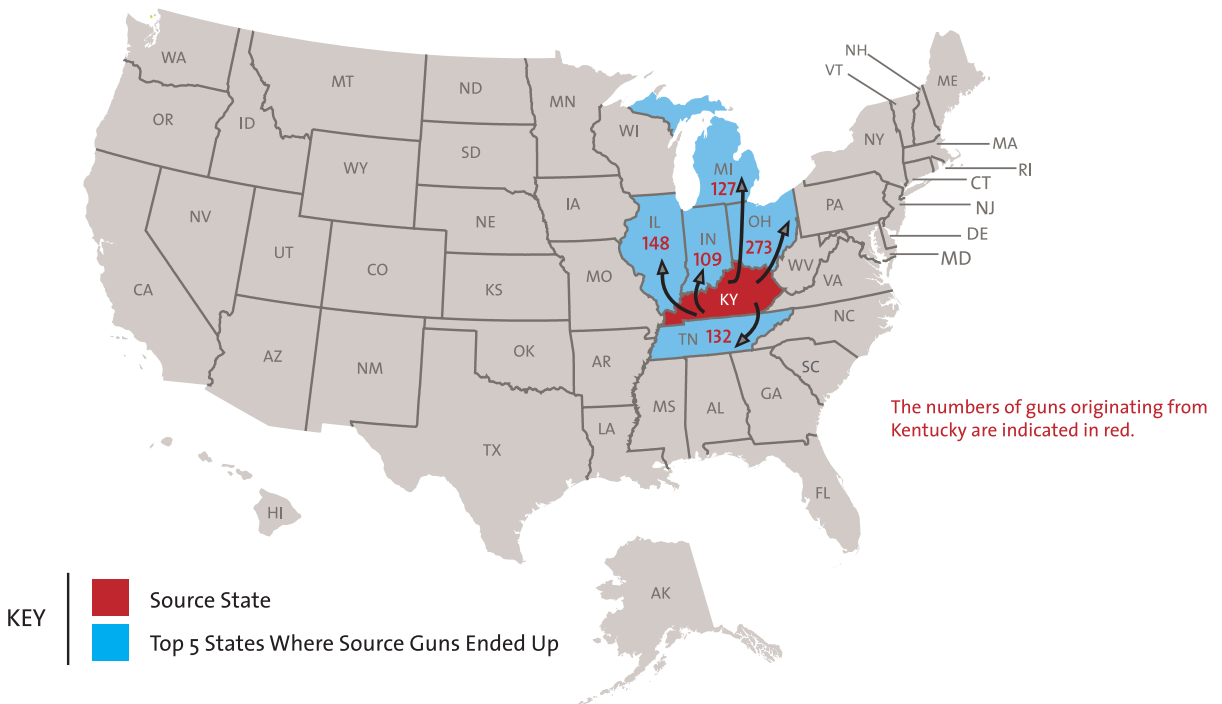 NH
VT
WA
MT
ND
MN
ME
OR
ID
WI
NY
MA
WY
SD
MI
127
RI
CT
NV
NE
IA
PA
NJ
IL
148
IN
109
OH
273
DE
UT
CO
MO
WV
VA
MD
CA
KS
KY
NC
AZ
NM
OK
AR
TN 132
SC
MS
AL
GA
TX
LA
The numbers of guns originating from
Kentucky are indicated in red.
FL
HI
AK
KEY
Source State
Top 5 States Where Source Guns Ended Up